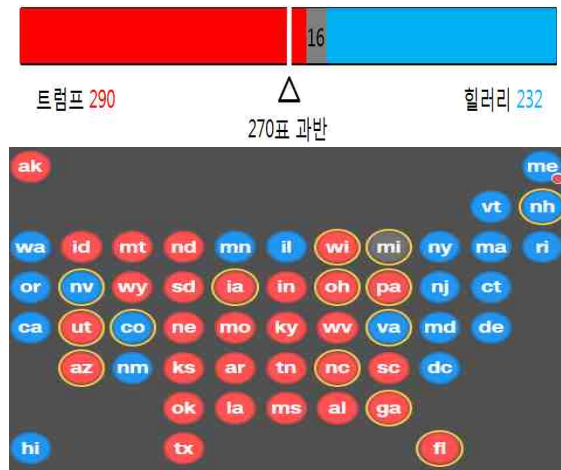 16
트럼프 290 힐러리 232
270표 과반
ak me
vt nh
wa id mt nd mn il wi mi ny ma ri
or nv wy sd ia in oh pa nj ct
ca ut co ne mo ky wv va md de
az nm ks ar tn nc sc dc
ok la ms al ga
hi tx fl